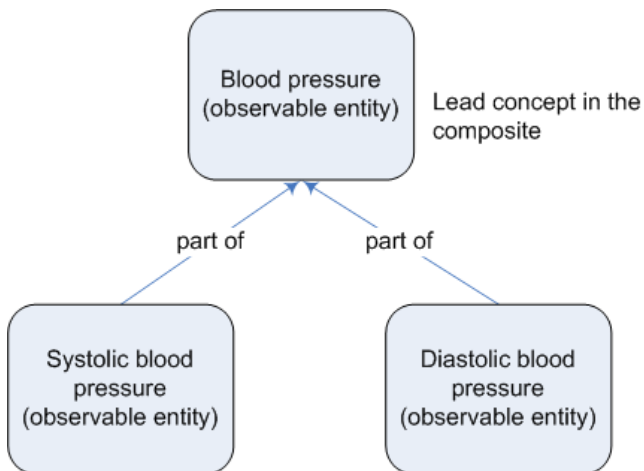 Blood pressure
(observable entity)
Lead concept in the
composite
part of
part of
Systolic blood
pressure
(observable entity)
Diastolic blood
pressure
(observable entity)